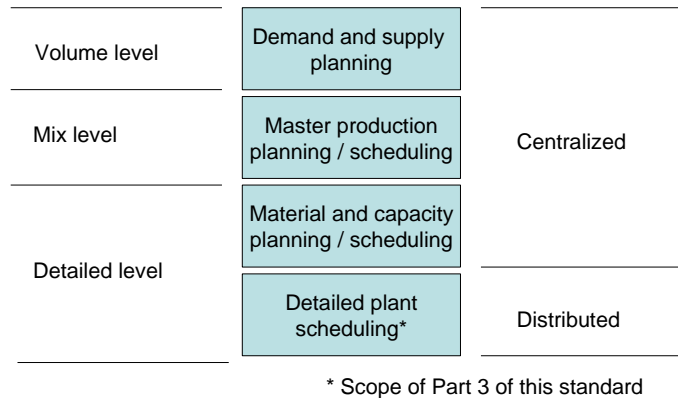 Volume level
Demand and supply
planning
Mix level
Master production
planning / scheduling
Centralized
Material and capacity
planning / scheduling
Detailed level
Detailed plant
scheduling*
Distributed
* Scope of Part 3 of this standard